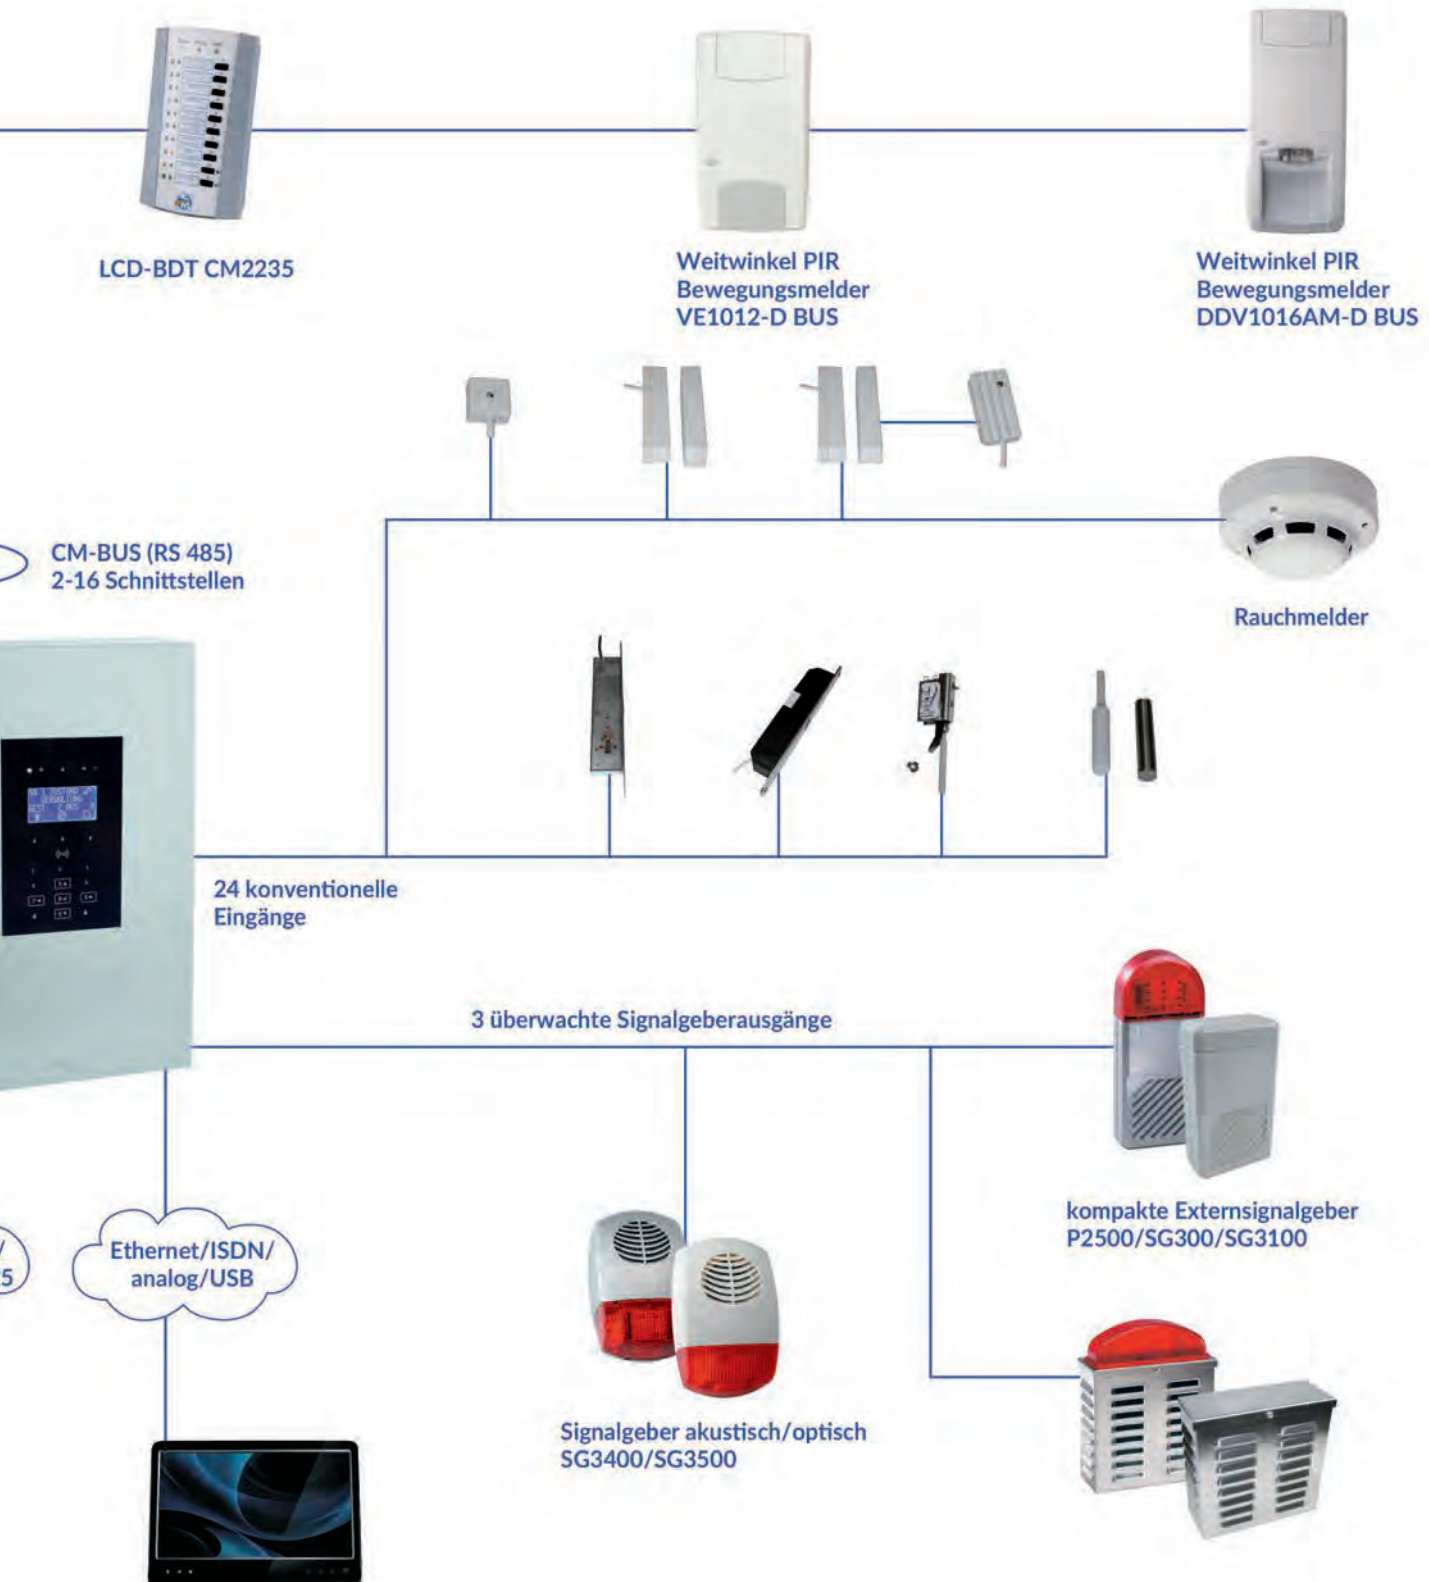 LCD-BDT CM2235
Weitwinkel PIR
Bewegungsmelder
VE1012-D BUS
Weitwinkel PIR
Bewegungsmelder
DDV1016AM-D BUS
CM-BUS (RS 485)
2-16 Schnittstellen
Rauchmelder
24 konventionelle
Eingänge
3 überwachte Signalgeberausgänge
kompakte Externsignalgeber
P2500/SG300/SG3100
Ethernet/ISDN/
analog/USB
Signalgeber akustisch/optisch
SG3400/SG3500